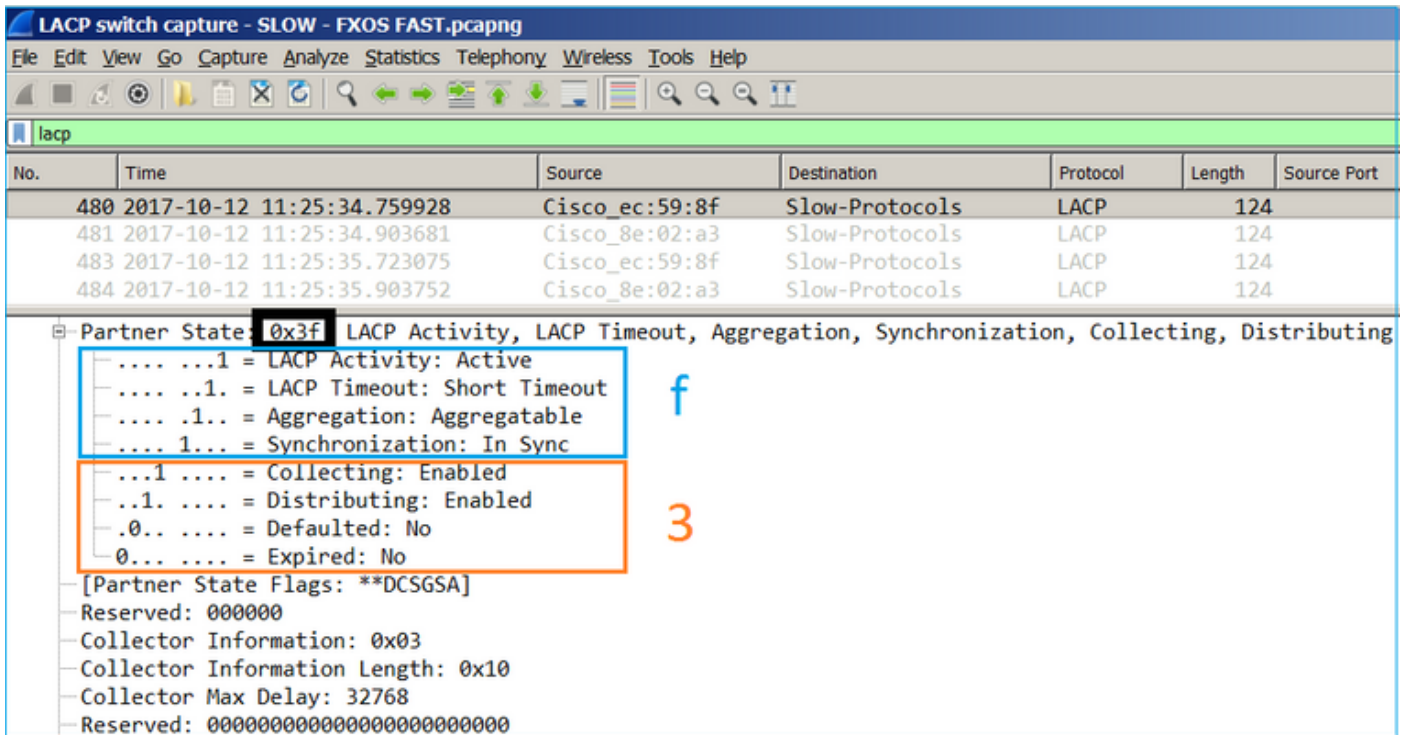 LACP switch capture - SLOW - FXOS FAST.pcapng
File Edit View Go Capture Analyze Statistics Telephony Wireless Tools Help
lacp
No. Time Source Destination Protocol Length Source Port
480 2017-10-12 11:25:34.759928 Cisco_ec:59:8f Slow-Protocols LACP 124
481 2017-10-12 11:25:34.903681 Cisco_8e:02:a3 Slow-Protocols LACP 124
483 2017-10-12 11:25:35.723075 Cisco_ec:59:8f Slow-Protocols LACP 124
484 2017-10-12 11:25:35.903752 Cisco_8e:02:a3 Slow-Protocols LACP 124
Partner State: 0x3f LACP Activity, LACP Timeout, Aggregation, Synchronization, Collecting, Distributing
.... ...1 = LACP Activity: Active
.... ..1. = LACP Timeout: Short Timeout
.... .1.. = Aggregation: Aggregatable
.... 1... = Synchronization: In Sync
f
...1 .... = Collecting: Enabled
..1. .... = Distributing: Enabled
.0.. .... = Defaulted: No
0... .... = Expired: No
3
[Partner State Flags: **DCSGSA]
Reserved: 000000
Collector Information: 0x03
Collector Information Length: 0x10
Collector Max Delay: 32768
Reserved: 000000000000000000000000